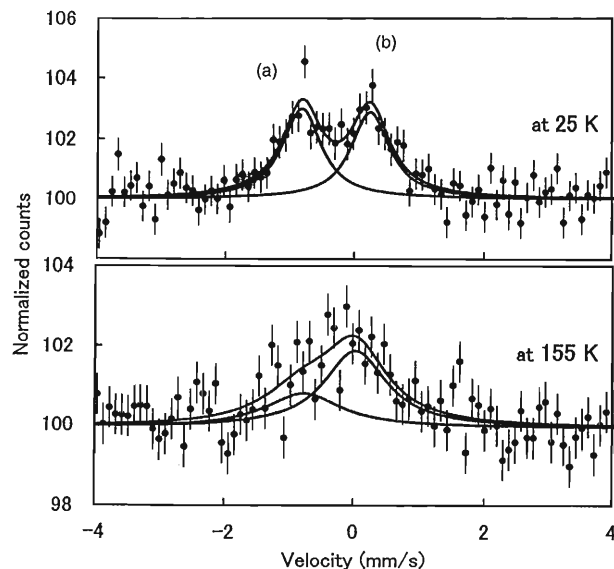 106
104
102
100
(a)
(b)
at 25 K
104
102
100
98
at 155 K
-4
-2
0
2
4
Normalized counts
Velocity (mm/s)